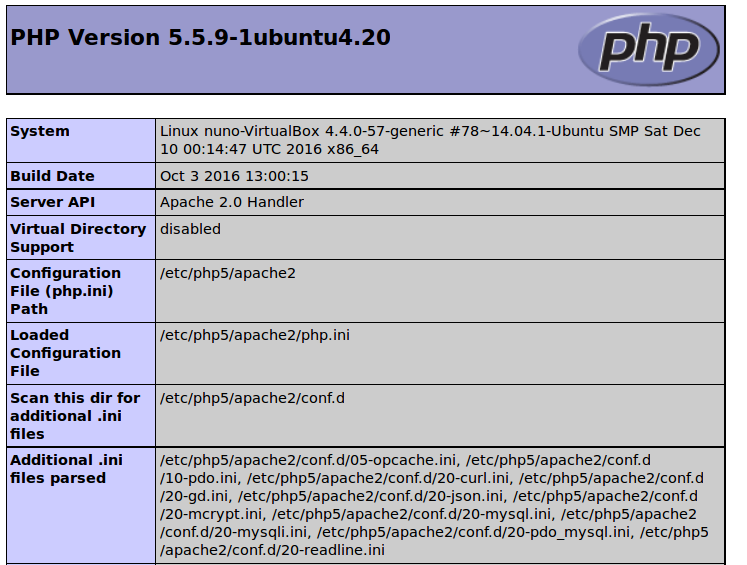 PHP Version 5.5.9-1ubuntu4.20
php
System
Linux nuno-VirtualBox 4.4.0-57-generic #78~14.04.1-Ubuntu SMP Sat Dec
10 00:14:47 UTC 2016 x86_64
Build Date
Oct 3 2016 13:00:15
Server API
Apache 2.0 Handler
Virtual Directory
Support
disabled
Configuration
File (php.ini)
Path
/etc/php5/apache2
Loaded
Configuration
File
/etc/php5/apache2/php.ini
Scan this dir for
additional .ini
files
/etc/php5/apache2/conf.d
Additional .ini
files parsed
/etc/php5/apache2/conf.d/05-opcache.ini, /etc/php5/apache2/conf.d
/10-pdo.ini, /etc/php5/apache2/conf.d/20-curl.ini, /etc/php5/apache2/conf.d
/20-gd.ini, /etc/php5/apache2/conf.d/20-json.ini, /etc/php5/apache2/conf.d
/20-mcrypt.ini, /etc/php5/apache2/conf.d/20-mysql.ini, /etc/php5/apache2
/conf.d/20-mysqli.ini, /etc/php5/apache2/conf.d/20-pdo_mysql.ini, /etc/php5
/apache2/conf.d/20-readline.ini